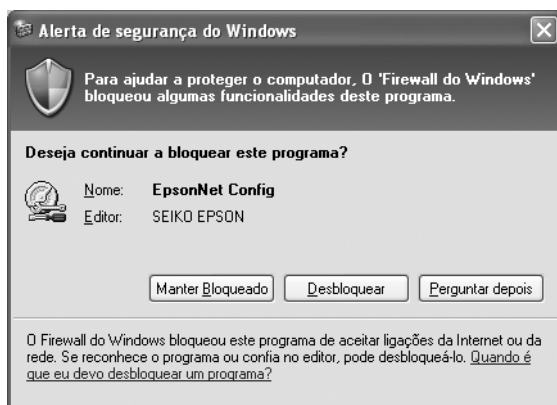 Alerta de segurança do Windows
Para ajudar a proteger o computador, O 'Firewall do Windows'
bloqueou algumas funcionalidades deste programa.
Deseja continuar a bloquear este programa?
Nome: EpsonNet Config
Editor: SEIKO EPSON
Manter Bloqueado Desbloquear Perguntar depois
O Firewall do Windows bloqueou este programa de aceitar ligações da Internet ou da
rede. Se reconhece o programa ou confia no editor, pode desbloqueá-lo. Quando é
que eu devo desbloquear um programa?